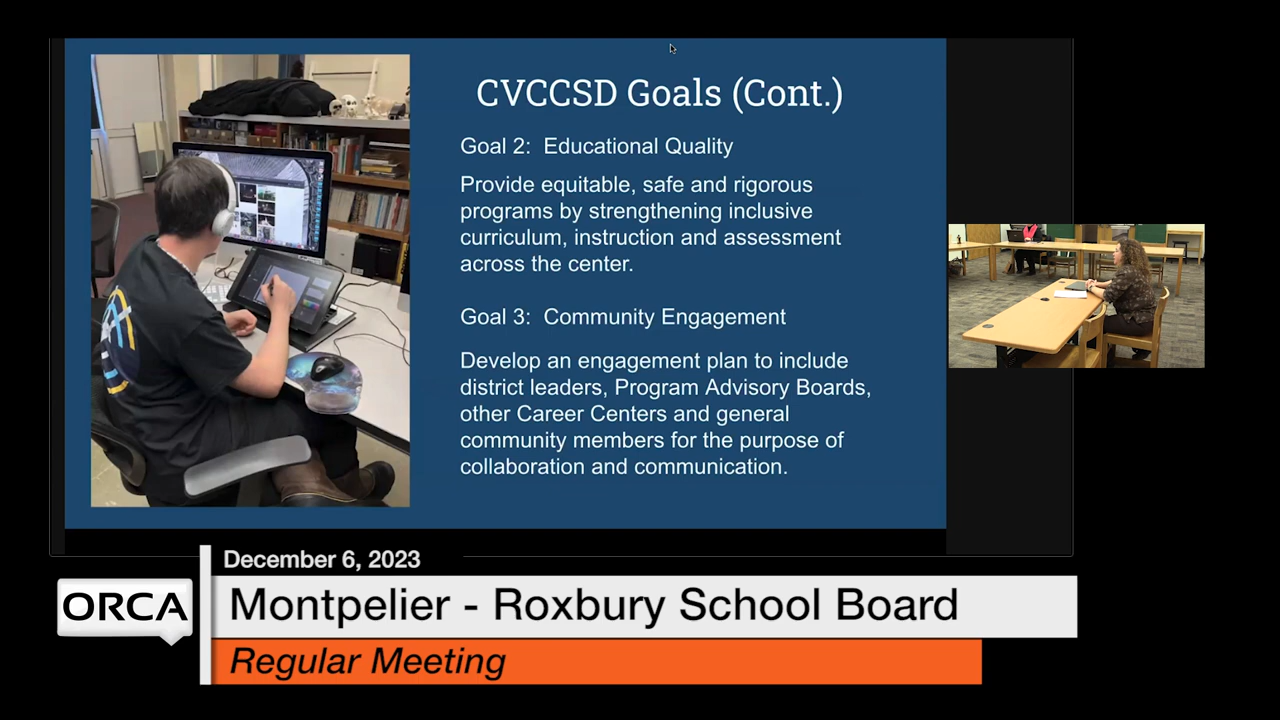 CVCCSD Goals (Cont.)
Goal 2: Educational Quality
Provide equitable, safe and rigorous
programs by strengthening inclusive
curriculum, instruction and assessment
across the center.
Goal 3: Community Engagement
Develop an engagement plan to include
district leaders, Program Advisory Boards,
other Career Centers and general
community members for the purpose of
collaboration and communication.
December 6, 2023
ORCA
Montpelier - Roxbury School Board
Regular Meeting